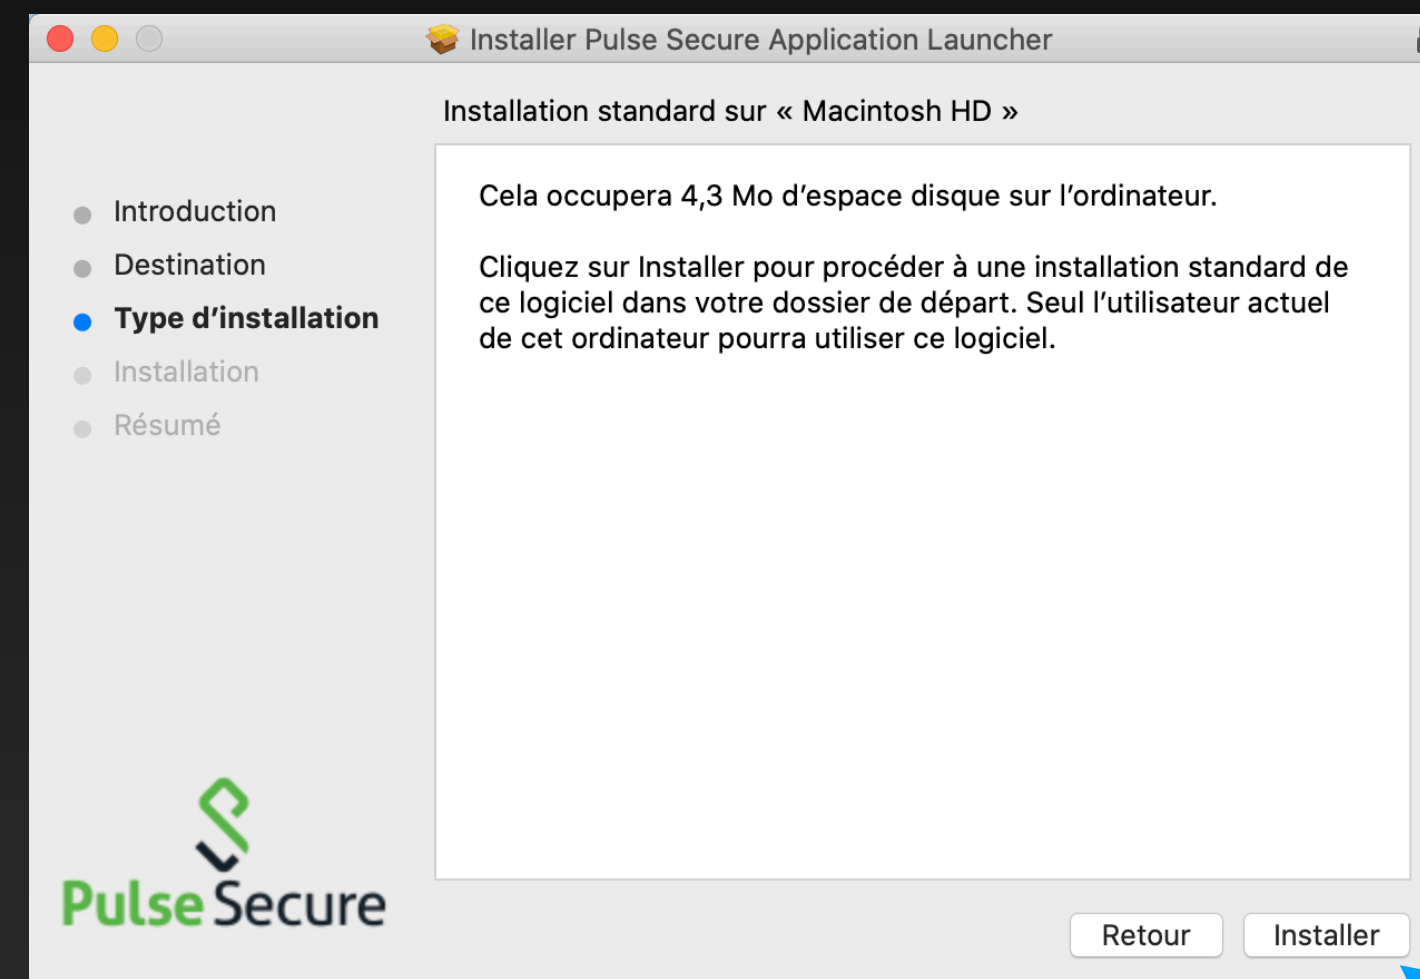 Installer Pulse Secure Application Launcher
Installation standard sur « Macintosh HD »
Introduction
Destination
Type d’installation
Installation
Résumé
Cela occupera 4,3 Mo d’espace disque sur l’ordinateur.
Cliquez sur Installer pour procéder à une installation standard de
ce logiciel dans votre dossier de départ. Seul l’utilisateur actuel
de cet ordinateur pourra utiliser ce logiciel.
Pulse Secure
Retour
Installer